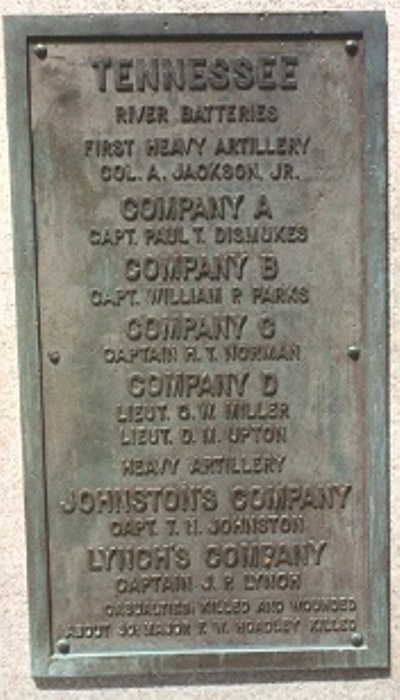 TENNESSEE
RIVER BATTERIES
FIRST HEAVY ARTILLERY
COL. A. JACKSON, JR.
COMPANY A
CAPT. PAUL T. DISMUKES
COMPANY B
CAPT. WILLIAM P. PARKS
COMPANY C
CAPTAIN H. T. NORMAN
COMPANY D
LIEUT. G. W. MILLER
LIEUT. D. M. UPTON
HEAVY ARTILLERY
JOHNSTON'S COMPANY
CAPT. T. N. JOHNSTON
LYNCH'S COMPANY
CAPTAIN J. P. LYNCH
CASUALTIES: KILLED AND WOUNDED
ABOUT 30: MAJOR F. W. HOADLEY KILLED